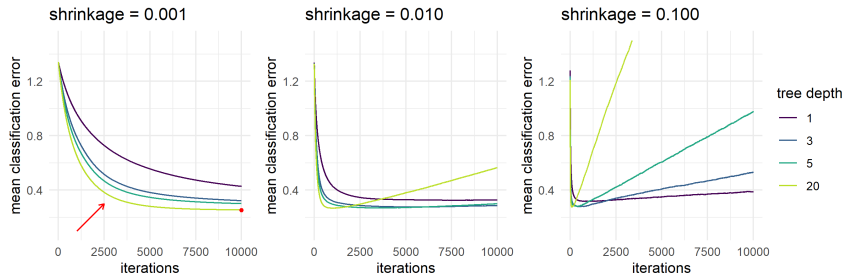 shrinkage = 0.001
shrinkage = 0.010
shrinkage = 0.100
mean classification error
1.2
0.8
0.4
0 2500 5000 7500 10000
iterations
mean classification error
1.2
0.8
0.4
0 2500 5000 7500 10000
iterations
mean classification error
1.2
0.8
0.4
0 2500 5000 7500 10000
iterations
tree depth
1
3
5
20